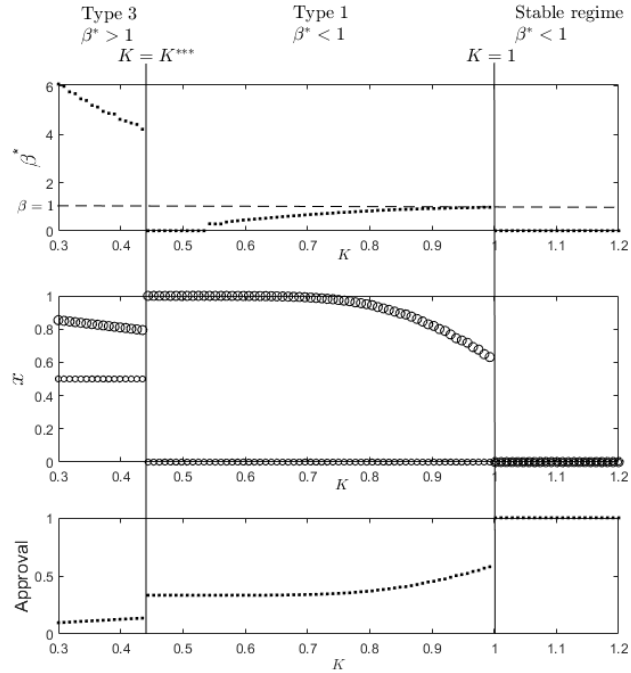 Type 3 Type 1 Stable regime
β* > 1 β* < 1 β* < 1
K = K*** K = 1
6
4
2
β = 1
0
β*
0.3 0.4 0.5 0.6 0.7 0.8 0.9 1 1.1 1.2
K
1
0.8
0.6
0.4
0.2
0
x
0.3 0.4 0.5 0.6 0.7 0.8 0.9 1 1.1 1.2
K
1
0.5
0
Approval
0.3 0.4 0.5 0.6 0.7 0.8 0.9 1 1.1 1.2
K